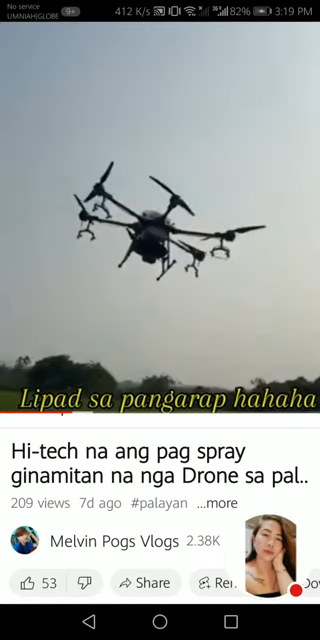 No service
UMNIAH|GLOBE
9+
412 K/s
82%
3:19 PM
Lipad sa pangarap hahaha
Hi-tech na ang pag spray
ginamitan na nga Drone sa pal..
209 views 7d ago #palayan ...more
Melvin Pogs Vlogs 2.38K
53 Share